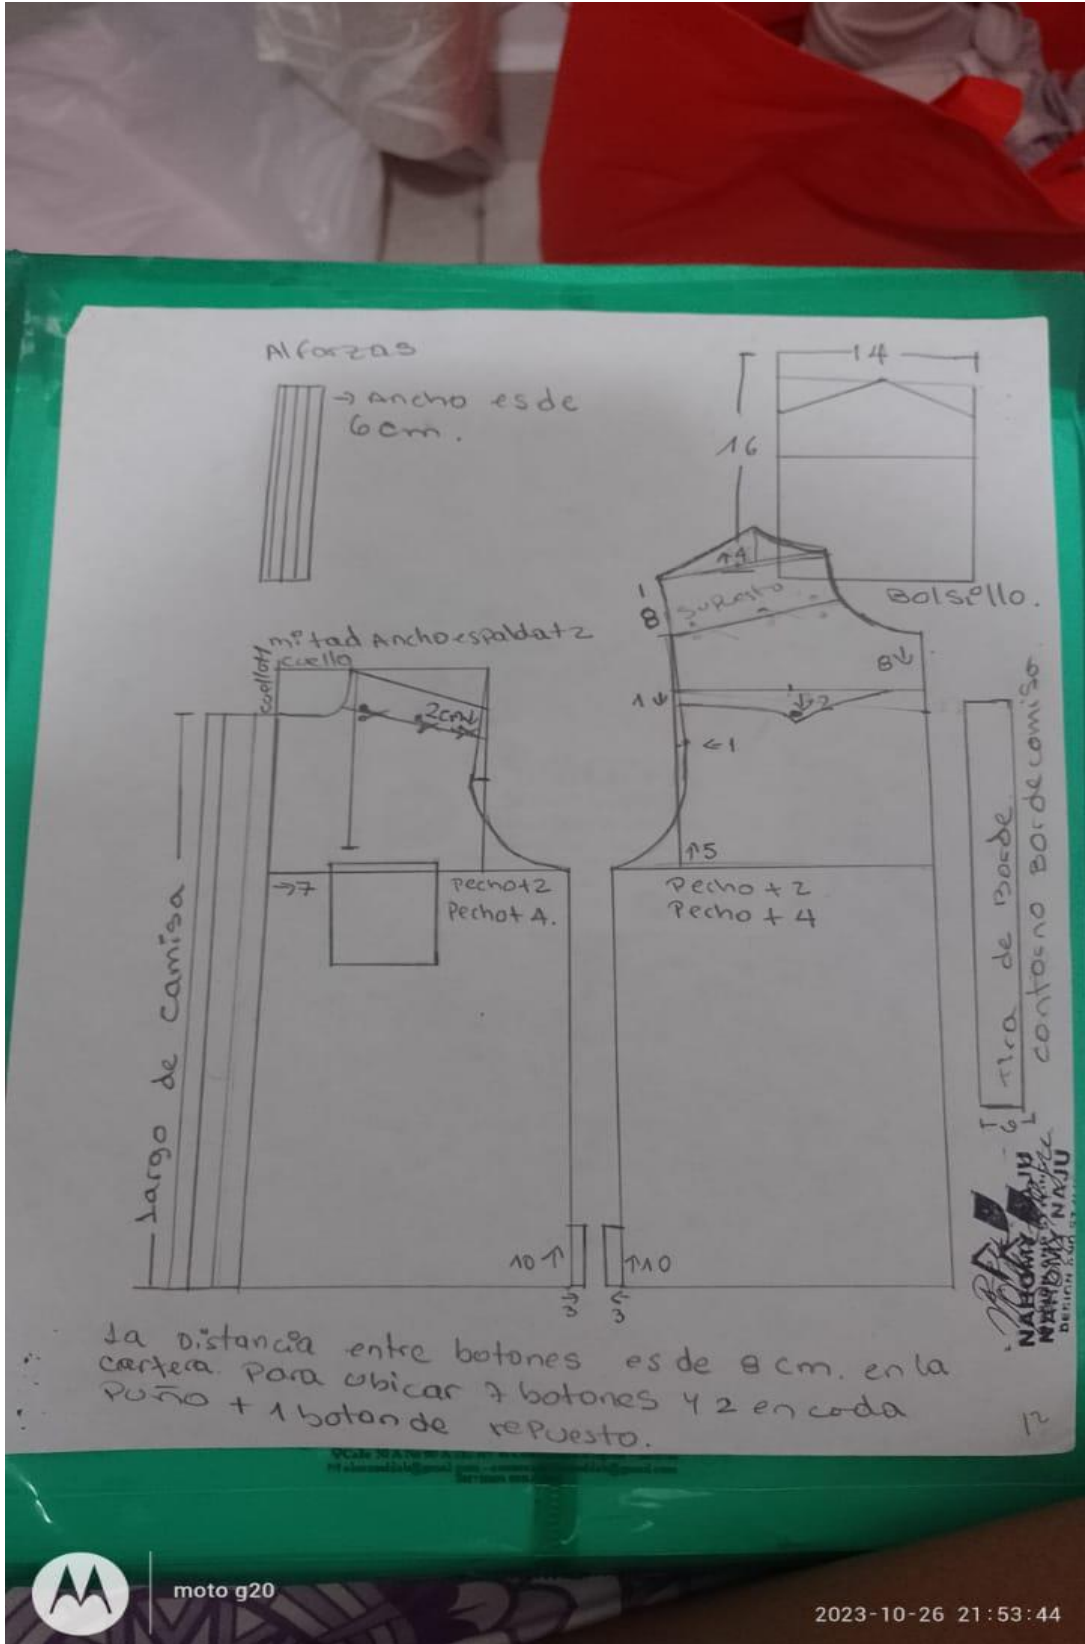 Alforzas
→ Ancho es de
6 cm.
14
16
↑4
1
8
Bolsillo.
mitad Ancho espalda + 2
cuello
cuello+1
2cm↓
8↓
1↓
↓2
←1
↑5
→7
Pecho+2
Pecho+4.
Pecho + 2
Pecho + 4
Largo de camisa
Tira de Borde
contorno Borde camisa.
6
10↑
↑10
3
3
NAJU
La Distancia entre botones es de 8 cm. en la
cartera. Para ubicar 7 botones y 2 en cada
Puño + 1 boton de repuesto.
12
moto g20
2023-10-26 21:53:44